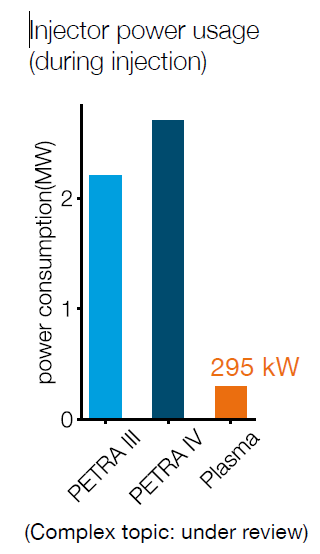 Injector power usage
(during injection)
power consumption(MW)
2
1
0
295 kW
PETRA III
PETRA IV
Plasma
(Complex topic: under review)